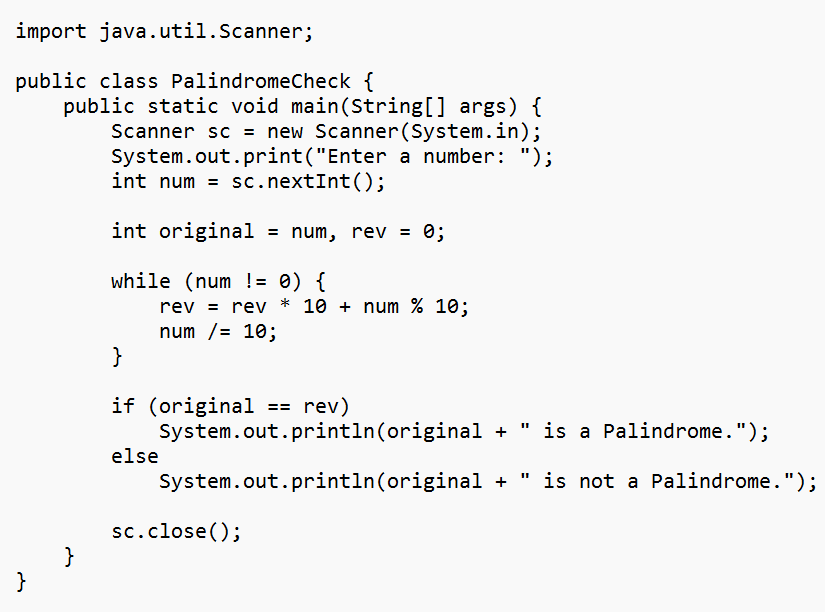 import java.util.Scanner;

public class PalindromeCheck {
    public static void main(String[] args) {
        Scanner sc = new Scanner(System.in);
        System.out.print("Enter a number: ");
        int num = sc.nextInt();

        int original = num, rev = 0;

        while (num != 0) {
            rev = rev * 10 + num % 10;
            num /= 10;
        }

        if (original == rev)
            System.out.println(original + " is a Palindrome.");
        else
            System.out.println(original + " is not a Palindrome.");

        sc.close();
    }
}